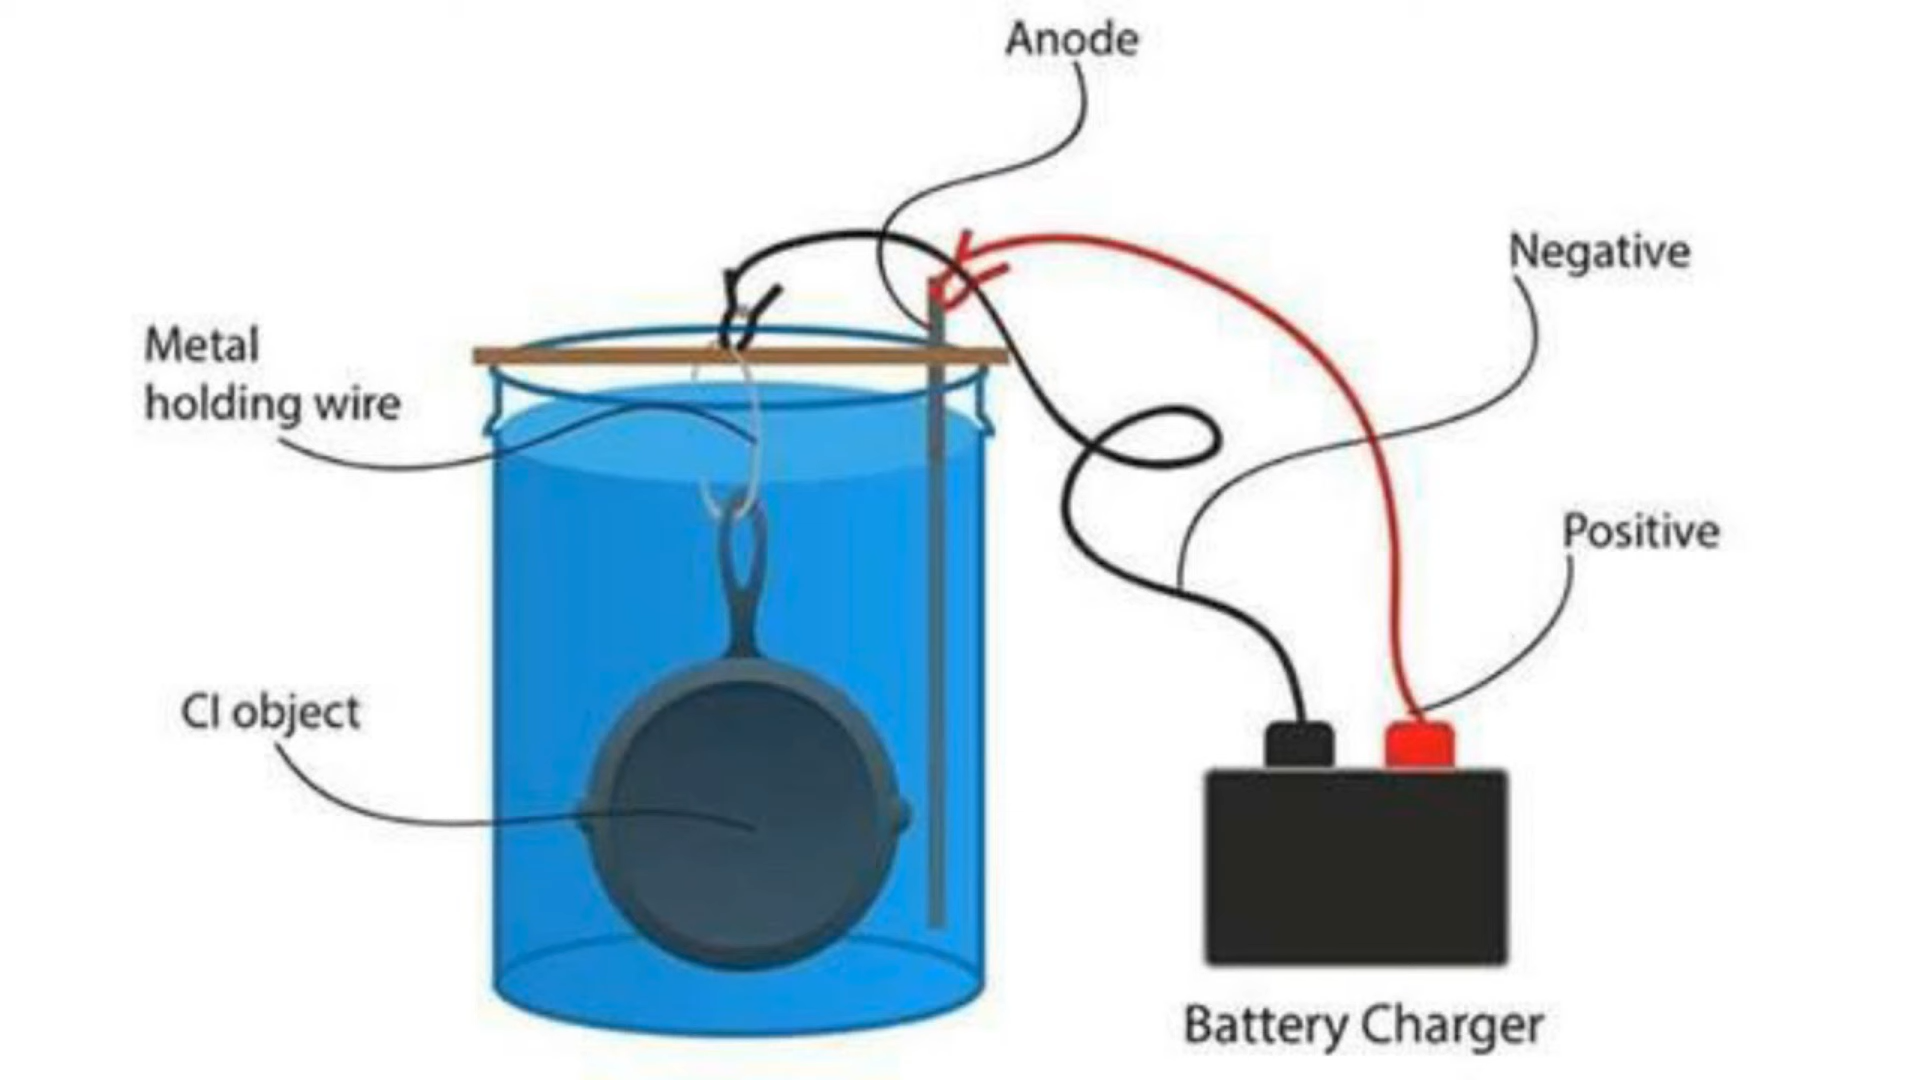 Anode
Negative
Metal
holding wire
Positive
CI object
Battery Charger